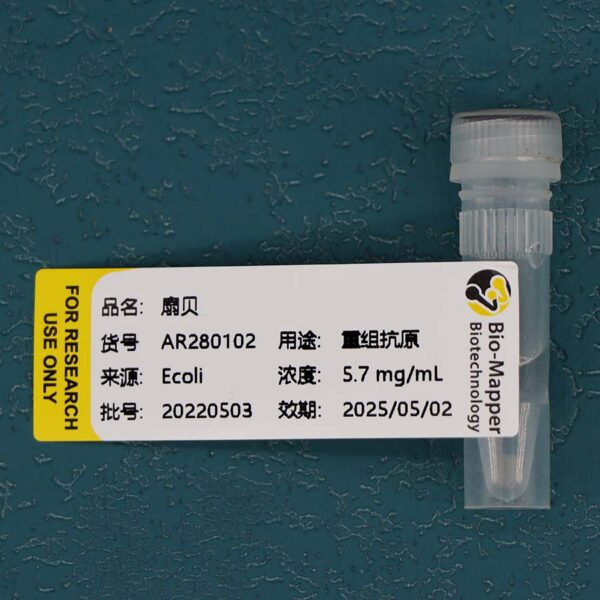 FOR RESEARCH
USE ONLY
品名: 扇贝
货号 AR280102 用途: 重组抗原
来源: Ecoli 浓度: 5.7 mg/mL
批号: 20220503 效期: 2025/05/02
Bio-Mapper
Biotechnology